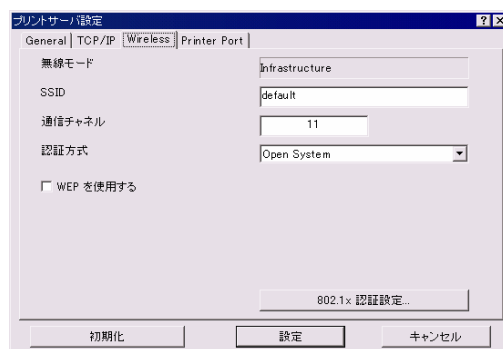 プリントサーバ設定
General TCP/IP Wireless Printer Port
無線モード Infrastructure
SSID default
通信チャネル 11
認証方式 Open System
WEP を使用する
802.1x 認証設定...
初期化 設定 キャンセル